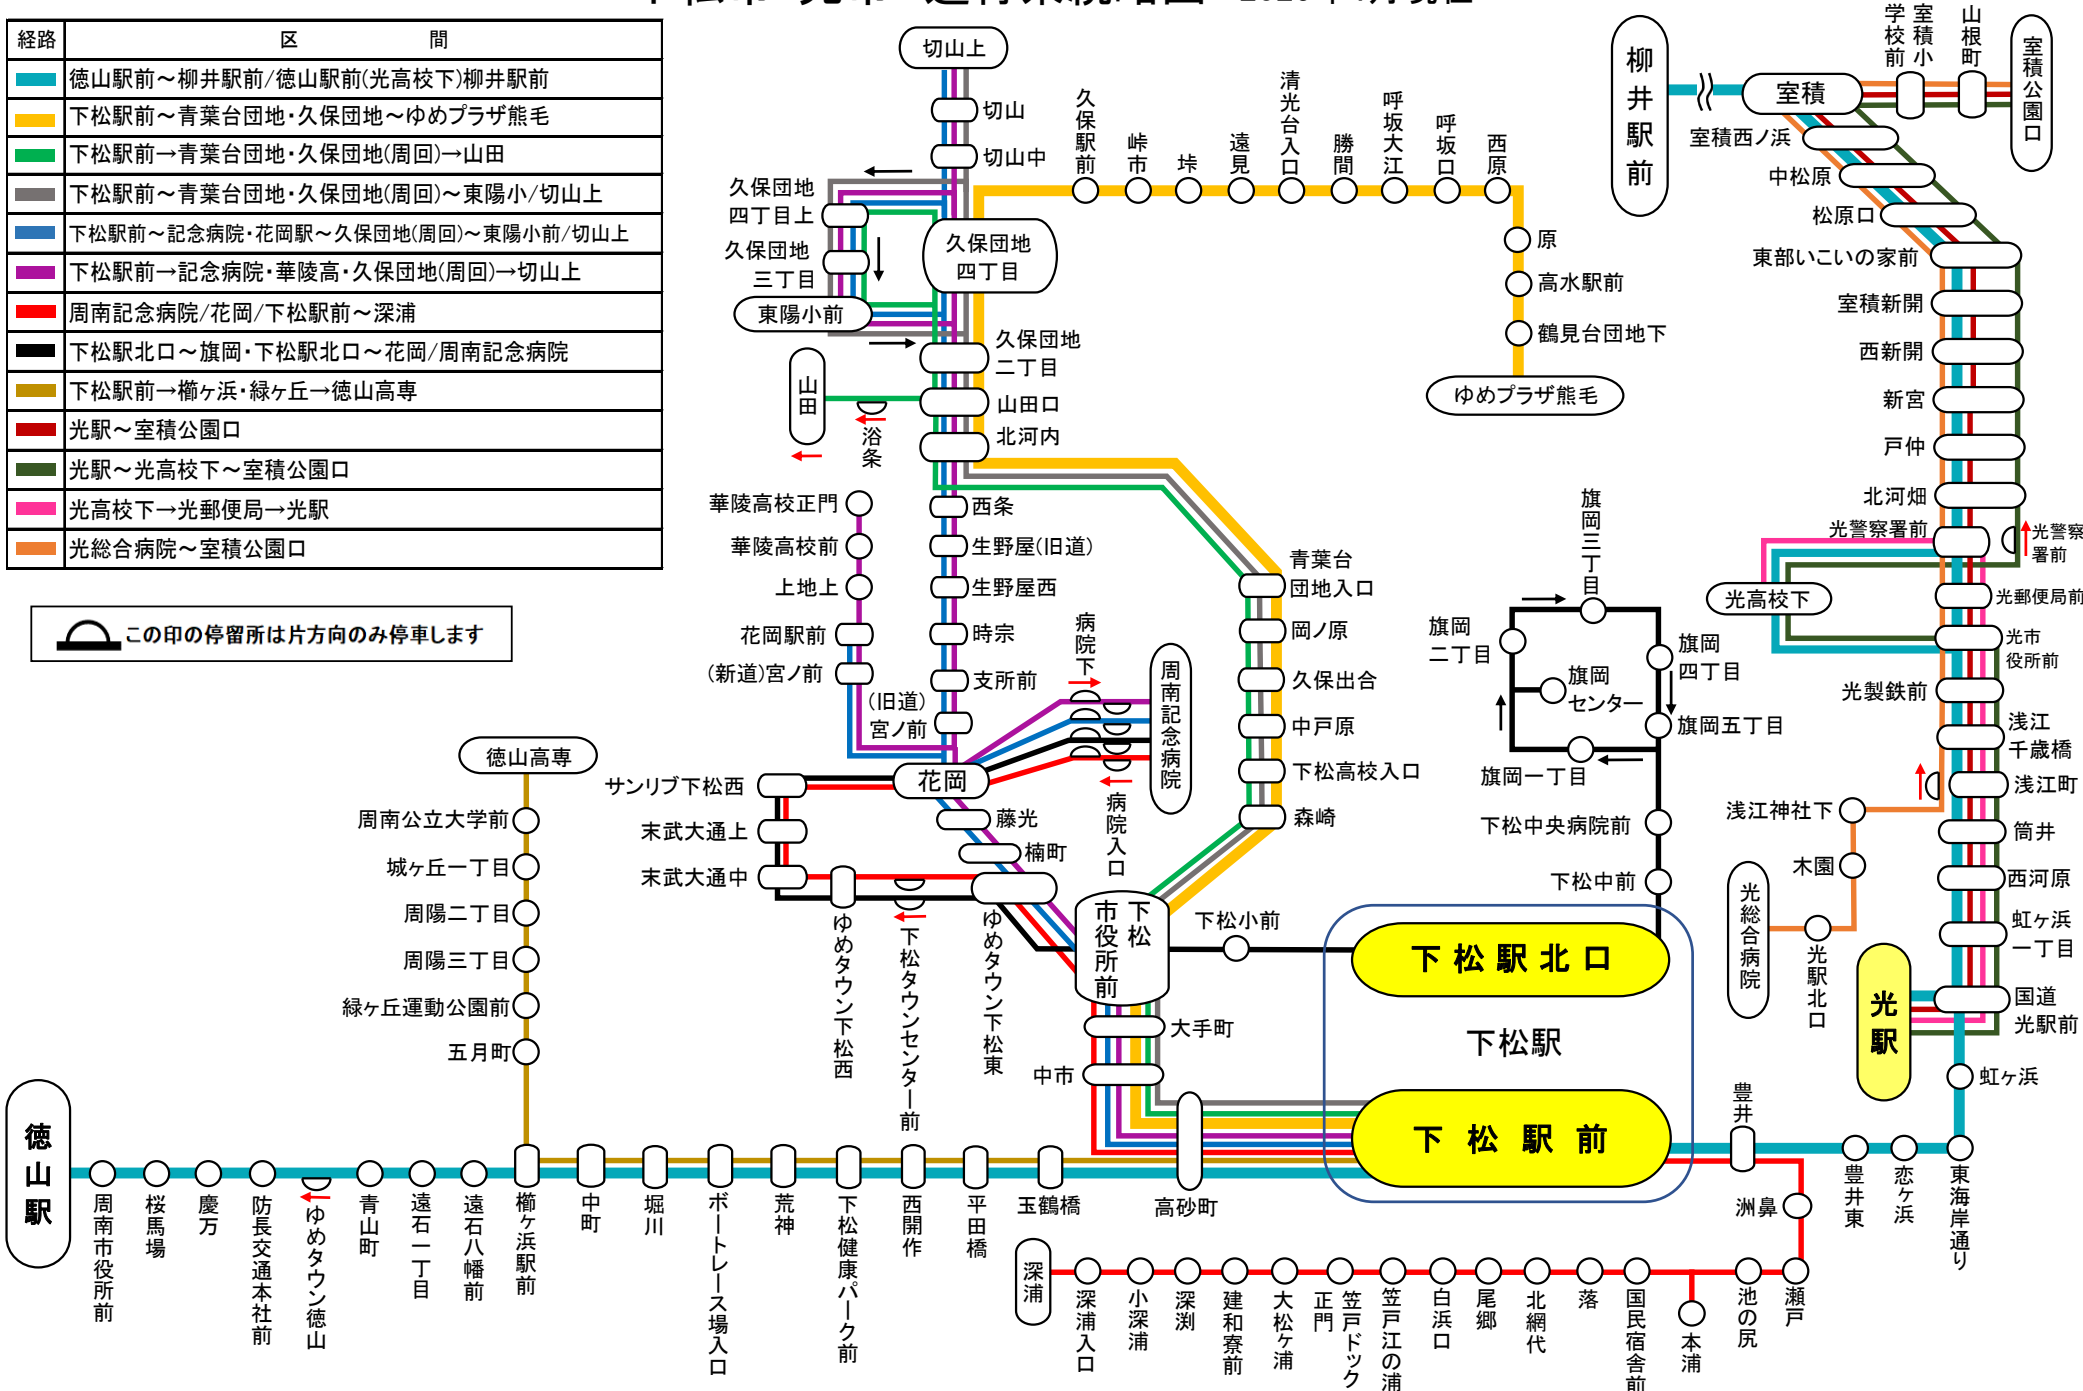 経路 区 間
徳山駅前～柳井駅前/徳山駅前(光高校下)柳井駅前
下松駅前～青葉台団地・久保団地～ゆめプラザ熊毛
下松駅前→青葉台団地・久保団地(周回)→山田
下松駅前～青葉台団地・久保団地(周回)～東陽小/切山上
下松駅前～記念病院・花岡駅～久保団地(周回)～東陽小前/切山上
下松駅前→記念病院・華陵高・久保団地(周回)→切山上
周南記念病院/花岡/下松駅前～深浦
下松駅北口～旗岡・下松駅北口～花岡/周南記念病院
下松駅前→櫛ヶ浜・緑ヶ丘→徳山高専
光駅～室積公園口
光駅～光高校下～室積公園口
光高校下→光郵便局→光駅
光総合病院～室積公園口
この印の停留所は片方向のみ停車します
切山上
切山
切山中
久保団地
四丁目上
久保団地
三丁目
東陽小前
久保団地
四丁目
久保団地
二丁目
山田
浴条
山田口
北河内
久保駅前
峠市
垰
遠見
清光台入口
勝間
呼坂大江
呼坂口
西原
原
高水駅前
鶴見台団地下
ゆめプラザ熊毛
華陵高校正門
華陵高校前
上地上
花岡駅前
(新道)宮ノ前
西条
生野屋(旧道)
生野屋西
時宗
支所前
(旧道)
宮ノ前
花岡
病院下
周南記念病院
病院入口
青葉台
団地入口
岡ノ原
久保出合
中戸原
下松高校入口
森崎
サンリブ下松西
末武大通上
末武大通中
藤光
楠町
ゆめタウン下松西
下松タウンセンター前
ゆめタウン下松東
下松
市役所前
下松小前
大手町
中市
高砂町
旗岡三丁目
旗岡
二丁目
旗岡
四丁目
旗岡
センター
旗岡五丁目
旗岡一丁目
下松中央病院前
下松中前
下松駅北口
下松駅
下松駅前
徳山高専
周南公立大学前
城ヶ丘一丁目
周陽二丁目
周陽三丁目
緑ヶ丘運動公園前
五月町
徳山駅
周南市役所前
桜馬場
慶万
防長交通本社前
ゆめタウン徳山
青山町
遠石一丁目
遠石八幡前
櫛ヶ浜駅前
中町
堀川
ボートレース場入口
荒神
下松健康パーク前
西開作
平田橋
玉鶴橋
豊井
豊井東
恋ヶ浜
東海岸通り
虹ヶ浜
洲鼻
瀬戸
池の尻
本浦
国民宿舎前
落
北網代
尾郷
白浜口
笠戸江の浦
笠戸ドック
正門
大松ヶ浦
建和寮前
深渕
小深浦
深浦入口
深浦
柳井駅前
室積
室積小
学校前
山根町
室積公園口
室積西ノ浜
中松原
松原口
東部いこいの家前
室積新開
西新開
新宮
戸仲
北河畑
光警察署前
光警察
署前
光高校下
光郵便局前
光市
役所前
光製鉄前
浅江
千歳橋
浅江町
浅江神社下
木園
光総合病院
光駅北口
筒井
西河原
虹ヶ浜
一丁目
国道
光駅前
光駅